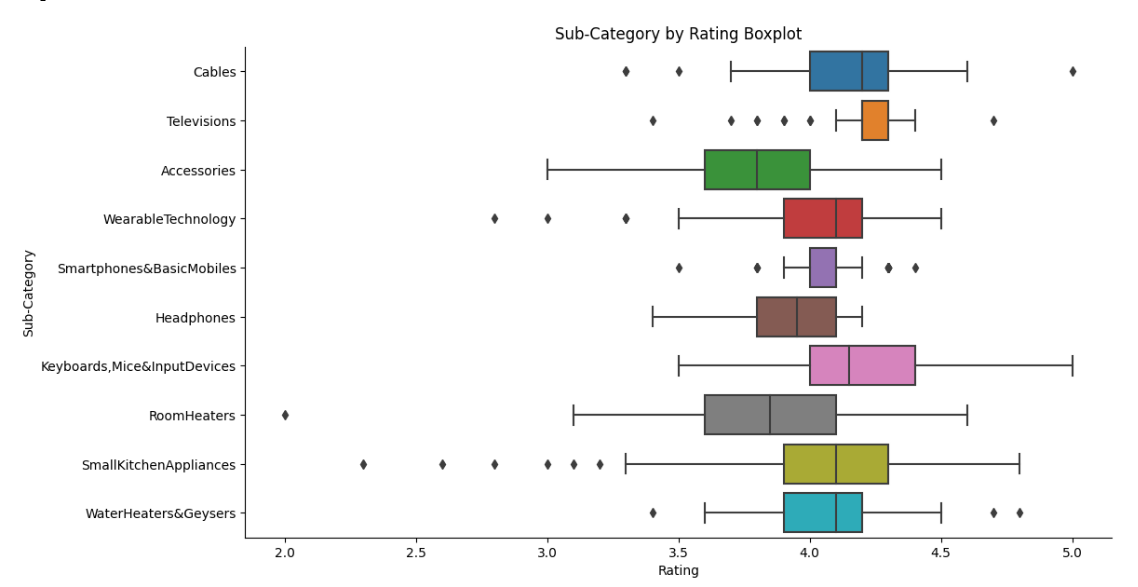 Sub-Category by Rating Boxplot
Cables
Televisions
Accessories
WearableTechnology
Smartphones&BasicMobiles
Headphones
Keyboards,Mice&InputDevices
RoomHeaters
SmallKitchenAppliances
WaterHeaters&Geysers
Sub-Category
2.0 2.5 3.0 3.5 4.0 4.5 5.0
Rating